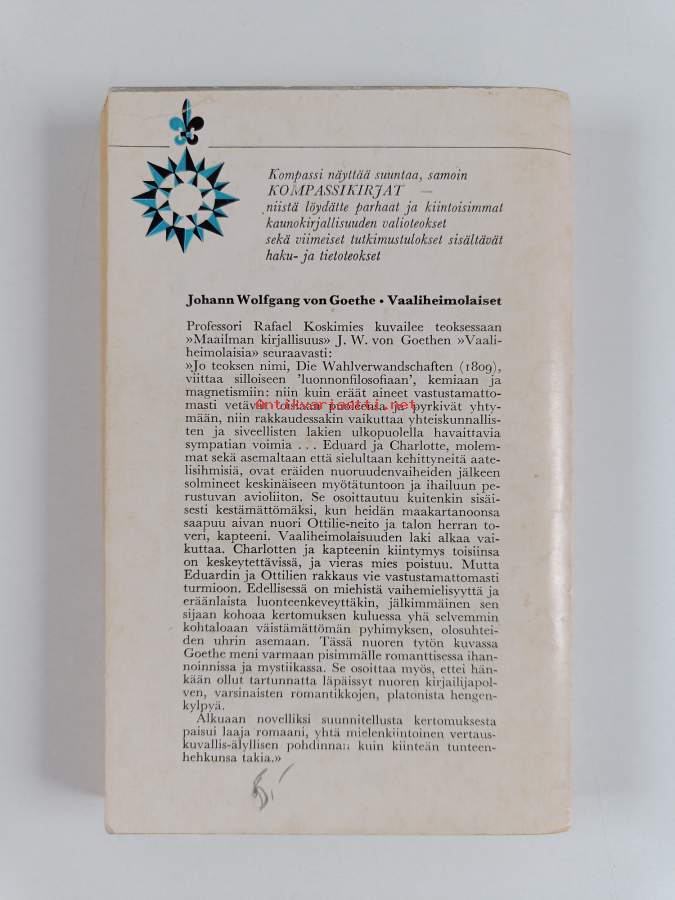 Kompassi näyttää suuntaa, samoin
KOMPASSIKIRJAT —
niistä löydätte parhaat ja kiintoisimmat
kaunokirjallisuuden valioteokset
sekä viimeiset tutkimustulokset sisältävät
haku- ja tietoteokset
Johann Wolfgang von Goethe • Vaaliheimolaiset
Professori Rafael Koskimies kuvailee teoksessaan
»Maailman kirjallisuus» J. W. von Goethen »Vaali-
heimolaisia» seuraavasti:
»Jo teoksen nimi, Die Wahlverwandschaften (1809),
viittaa silloiseen 'luonnonfilosofiaan', kemiaan ja
magnetismiin: niin kuin eräät aineet vastustamatto-
masti vetävät toisiaan puoleensa ja pyrkivät yhty-
Antikvariaatti.net
mään, niin rakkaudessakin vaikuttaa yhteiskunnallis-
ten ja siveellisten lakien ulkopuolella havaittavia
sympatian voimia . . . Eduard ja Charlotte, molem-
mat sekä asemaltaan että sielultaan kehittyneitä aate-
lisihmisiä, ovat eräiden nuoruudenvaiheiden jälkeen
solmineet keskinäiseen myötätuntoon ja ihailuun pe-
rustuvan avioliiton. Se osoittautuu kuitenkin sisäi-
sesti kestämättömäksi, kun heidän maakartanoonsa
saapuu aivan nuori Ottilie-neito ja talon herran to-
veri, kapteeni. Vaaliheimolaisuuden laki alkaa vai-
kuttaa. Charlotten ja kapteenin kiintymys toisiinsa
on keskeytettävissä, ja vieras mies poistuu. Mutta
Eduardin ja Ottilien rakkaus vie vastustamattomasti
turmioon. Edellisessä on miehistä vaihemielisyyttä ja
eräänlaista luonteenkeveyttäkin, jälkimmäinen sen
sijaan kohoaa kertomuksen kuluessa yhä selvemmin
kohtaloaan väistämättömän pyhimyksen, olosuhtei-
den uhrin asemaan. Tässä nuoren tytön kuvassa
Goethe meni varmaan pisimmälle romanttisessa ihan-
noinnissa ja mystiikassa. Se osoittaa myös, ettei hän-
kään ollut tartunnatta läpäissyt nuoren kirjailijapol-
ven, varsinaisten romantikkojen, platonista hengen-
kylpyä.
Alkuaan novelliksi suunnitellusta kertomuksesta
paisui laaja romaani, yhtä mielenkiintoinen vertaus-
kuvallis-älyllisen pohdinnan kuin kiinteän tunteen-
hehkunsa takia.»